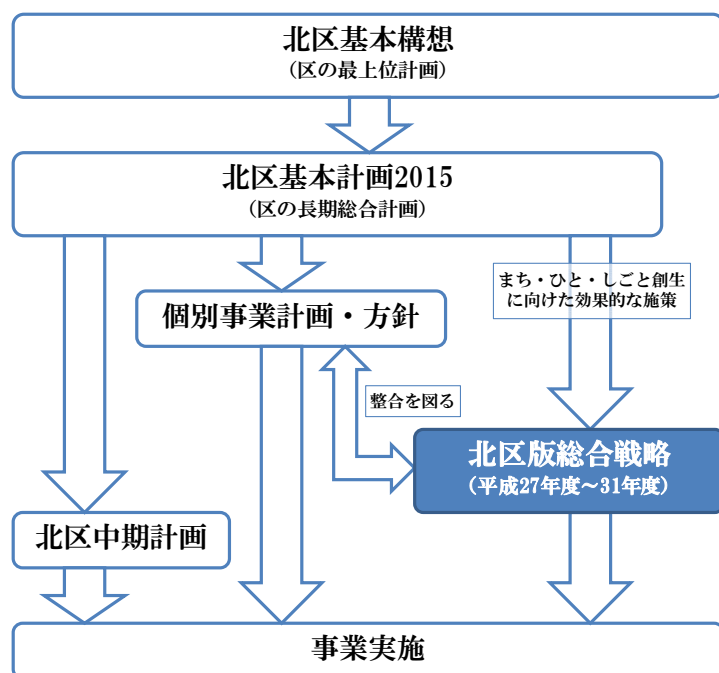 北区基本構想
（区の最上位計画）
北区基本計画2015
（区の長期総合計画）
まち・ひと・しごと創生
に向けた効果的な施策
個別事業計画・方針
整合を図る
北区版総合戦略
（平成27年度～31年度）
北区中期計画
事業実施